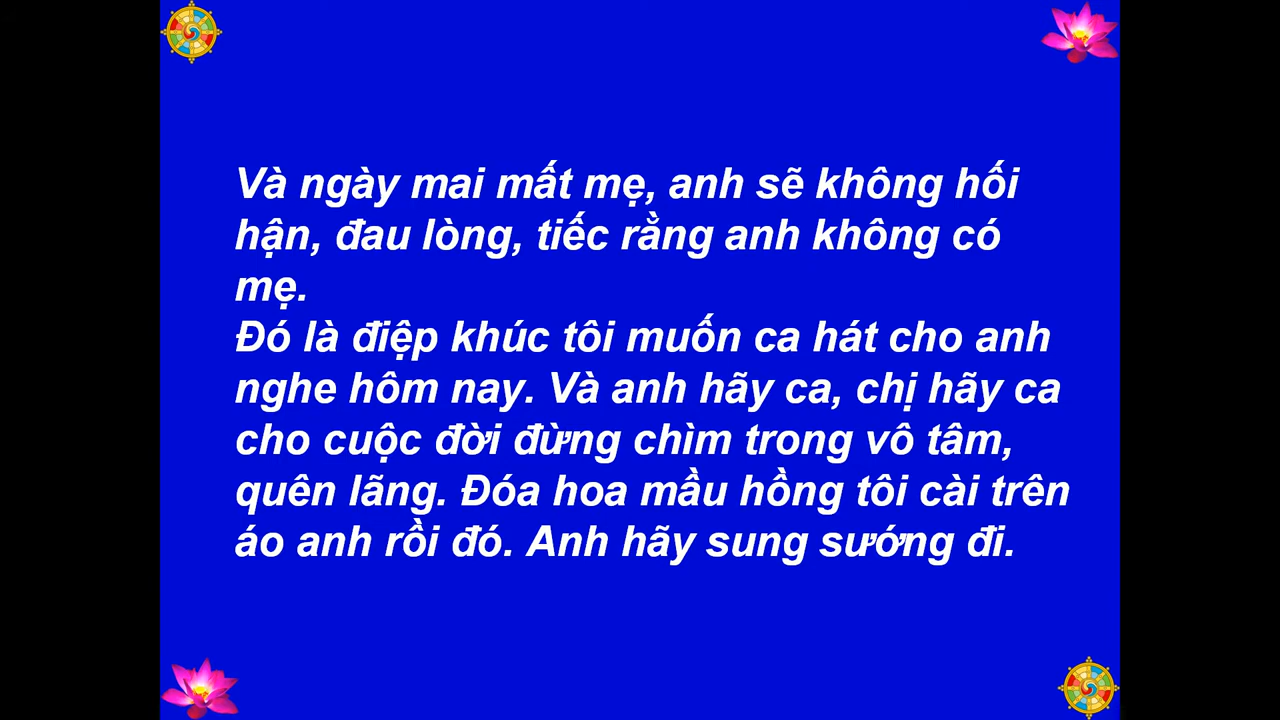 Và ngày mai mất mẹ, anh sẽ không hối
hận, đau lòng, tiếc rằng anh không có
mẹ.
Đó là điệp khúc tôi muốn ca hát cho anh
nghe hôm nay. Và anh hãy ca, chị hãy ca
cho cuộc đời đừng chìm trong vô tâm,
quên lãng. Đóa hoa mầu hồng tôi cài trên
áo anh rồi đó. Anh hãy sung sướng đi.